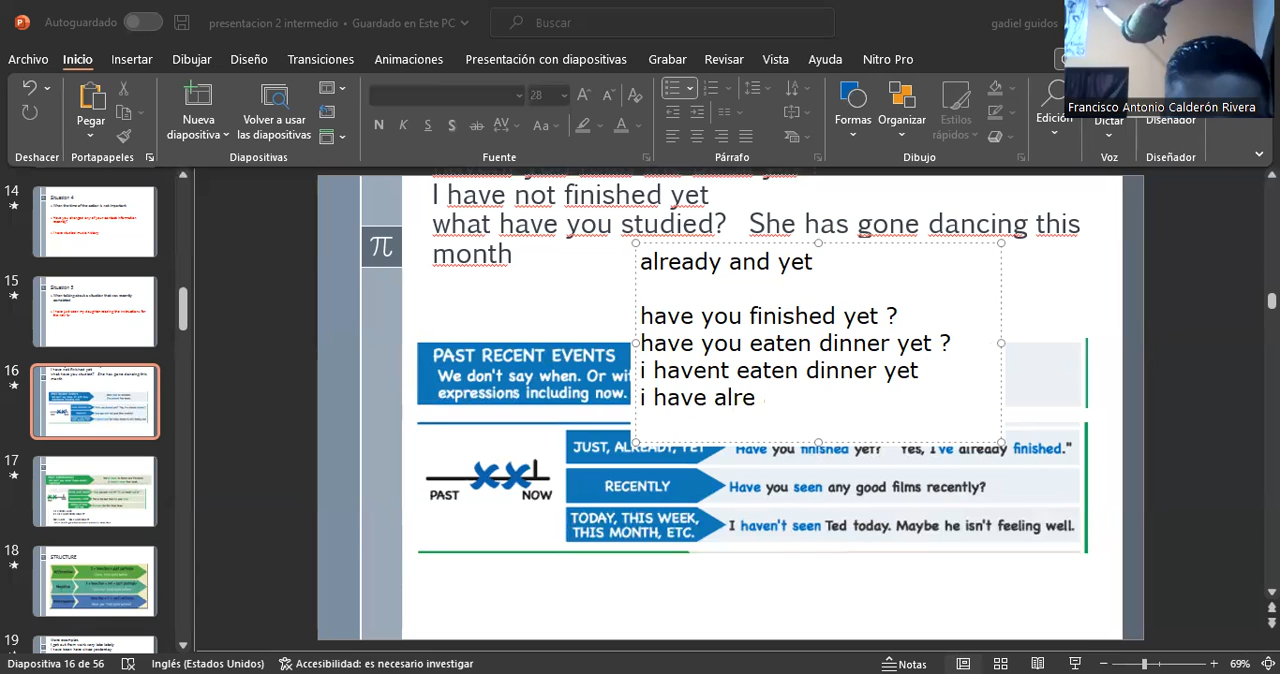 Autoguardado
presentacion 2 intermedio • Guardado en Este PC
Buscar
gadiel guidos
Archivo Inicio Insertar Dibujar Diseño Transiciones Animaciones Presentación con diapositivas Grabar Revisar Vista Ayuda Nitro Pro
Francisco Antonio Calderón Rivera
Pegar
Nueva diapositiva
Volver a usar las diapositivas
28
N K S S ab AV Aa A
Formas Organizar Estilos rápidos Edición Dictar Diseñador
Deshacer Portapapeles Diapositivas Fuente Párrafo Dibujo Voz Diseñador
14
Situation 4
15
Situation 5
16
17
18
STRUCTURE
19
I have not finished yet
what have you studied? She has gone dancing this
month
already and yet
have you finished yet ?
have you eaten dinner yet ?
i havent eaten dinner yet
i have alre
PAST RECENT EVENTS
We don't say when. Or wi
expressions including now.
JUST, ALREADY, YET
Have you finished yet? "Yes, I've already finished."
PAST NOW
RECENTLY
Have you seen any good films recently?
TODAY, THIS WEEK,
THIS MONTH, ETC.
I haven't seen Ted today. Maybe he isn't feeling well.
Diapositiva 16 de 56 Inglés (Estados Unidos) Accesibilidad: es necesario investigar Notas 69%